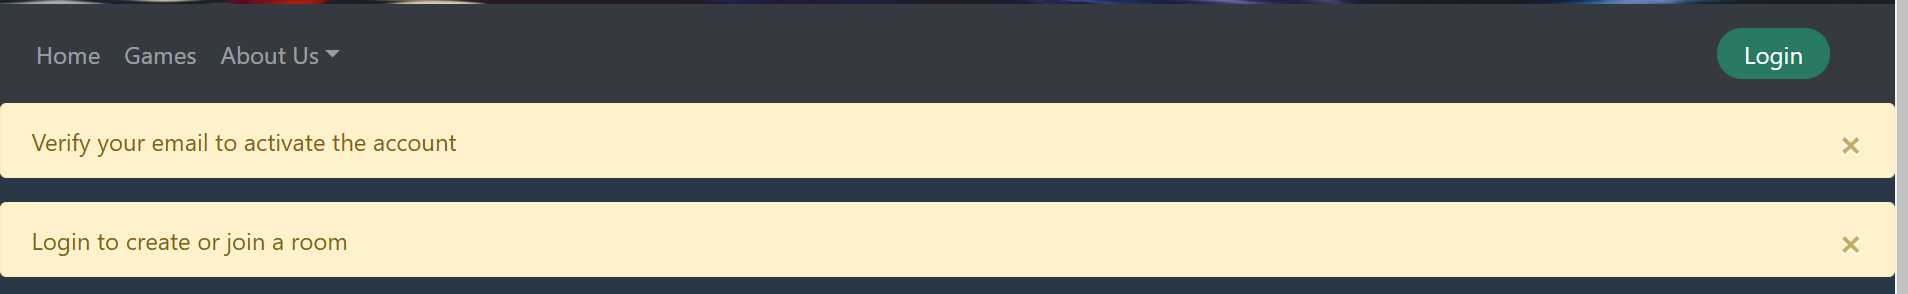 Home Games About Us Login
Verify your email to activate the account ×
Login to create or join a room ×